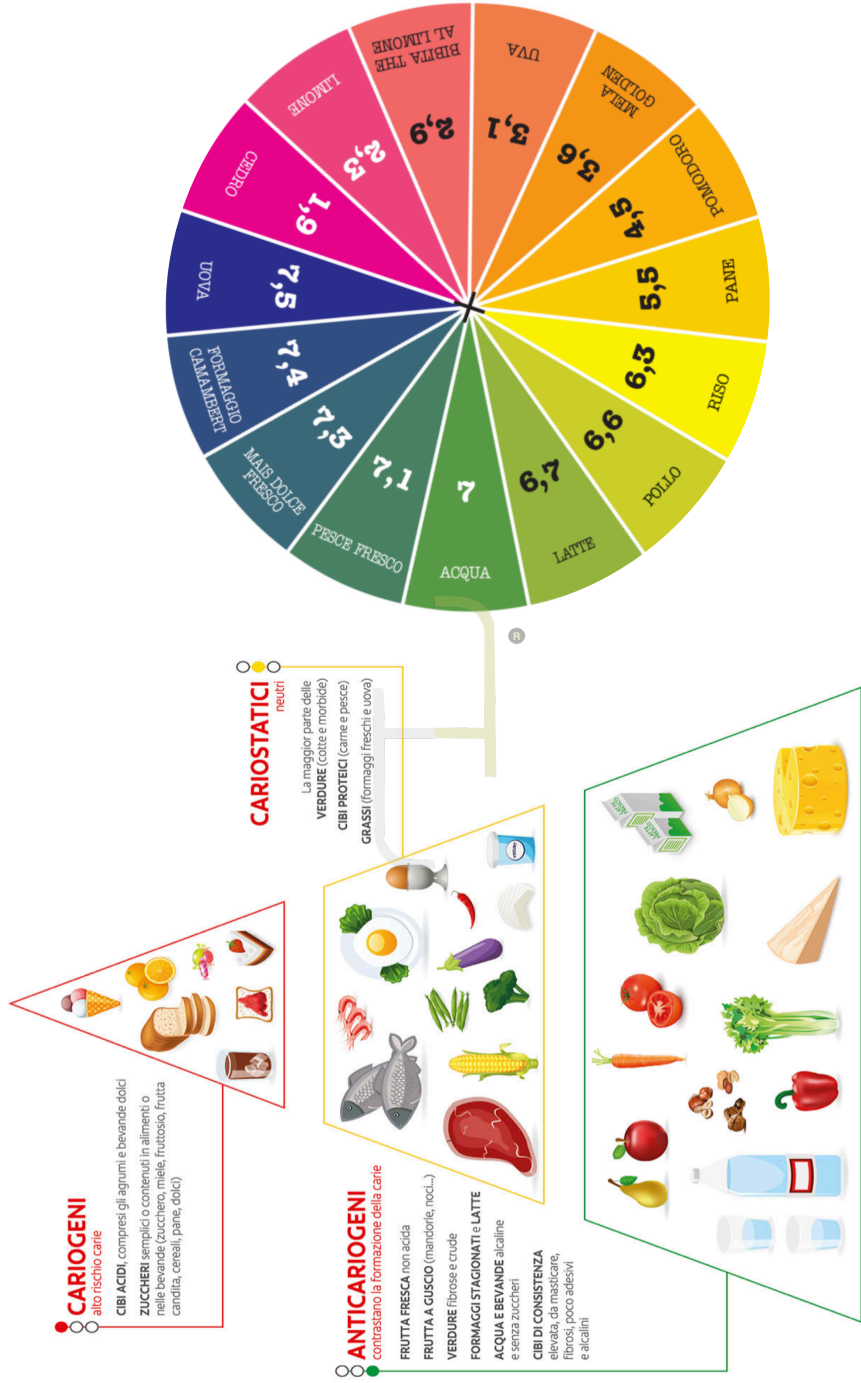 CARIOGENI
alto rischio carie
CIBI ACIDI, compresi gli agrumi e bevande dolci
ZUCCHERI semplici o contenuti in alimenti o
nelle bevande (zucchero, miele, fruttosio, frutta
candita, cereali, pane, dolci)
CARIOSTATICI
neutri
La maggior parte delle
VERDURE (cotte e morbide)
CIBI PROTEICI (carne e pesce)
GRASSI (formaggi freschi e uova)
ANTICARIOGENI
contrastano la formazione della carie
FRUTTA FRESCA non acida
FRUTTA A GUSCIO (mandorle, noci...)
VERDURE fibrose e crude
FORMAGGI STAGIONATI e LATTE
ACQUA E BEVANDE alcaline
e senza zuccheri
CIBI DI CONSISTENZA
elevata, da masticare,
fibrosi, poco adesivi
e alcalini
LATTE
FRESCO
LATTE
FRESCO
R
CEDRO
1,9
LIMONE
2,3
BIBITA THE
AL LIMONE
2,9
UVA
3,1
MELA
GOLDEN
3,6
POMODORO
4,5
PANE
5,5
RISO
6,3
POLLO
6,6
LATTE
6,7
ACQUA
7
PESCE FRESCO
7,1
MAIS DOLCE
FRESCO
7,3
FORMAGGIO
CAMAMBERT
7,4
UOVA
7,5